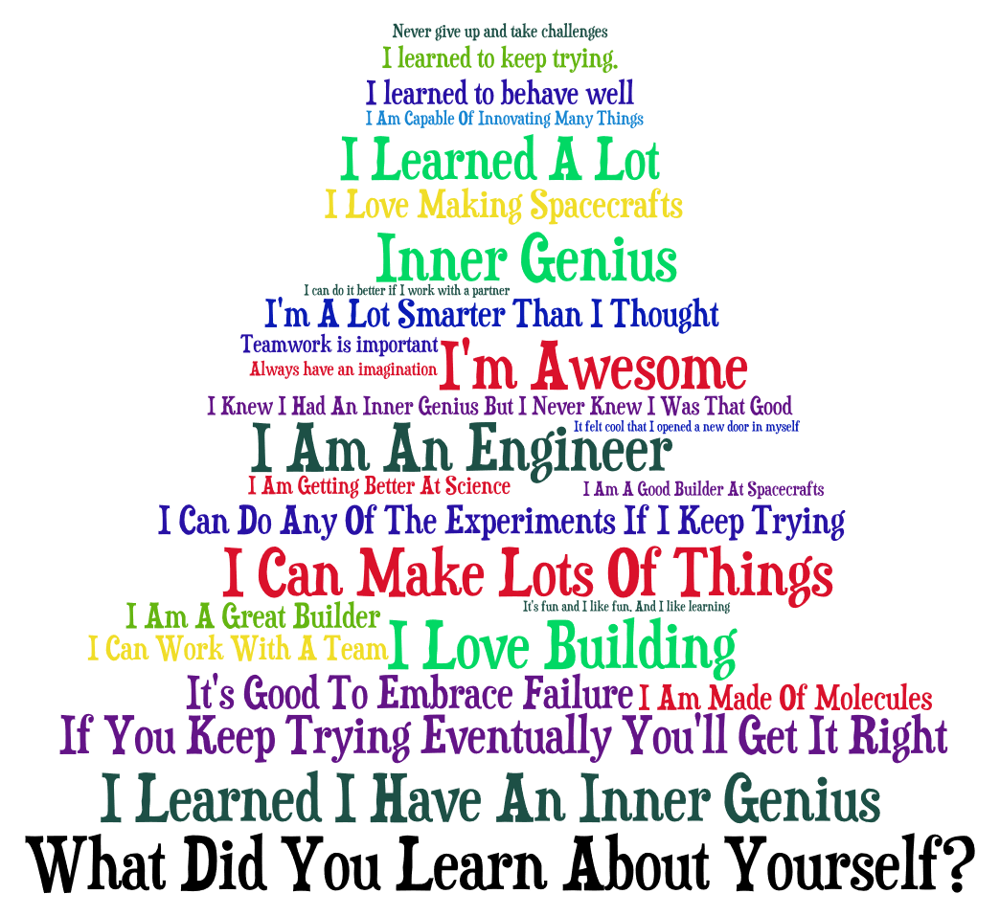 Never give up and take challenges
I learned to keep trying.
I learned to behave well
I Am Capable Of Innovating Many Things
I Learned A Lot
I Love Making Spacecrafts
Inner Genius
I can do it better if I work with a partner
I'm A Lot Smarter Than I Thought
Teamwork is important
Always have an imagination
I'm Awesome
I Knew I Had An Inner Genius But I Never Knew I Was That Good
It felt cool that I opened a new door in myself
I Am An Engineer
I Am Getting Better At Science
I Am A Good Builder At Spacecrafts
I Can Do Any Of The Experiments If I Keep Trying
I Can Make Lots Of Things
It's fun and I like fun. And I like learning
I Am A Great Builder
I Can Work With A Team
I Love Building
It's Good To Embrace Failure
I Am Made Of Molecules
If You Keep Trying Eventually You'll Get It Right
I Learned I Have An Inner Genius
What Did You Learn About Yourself?